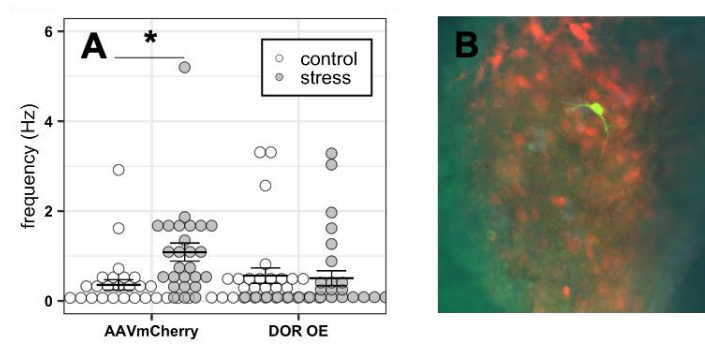 A
*
control
stress
frequency (Hz)
6
4
2
0
AAVmCherry
DOR OE
B